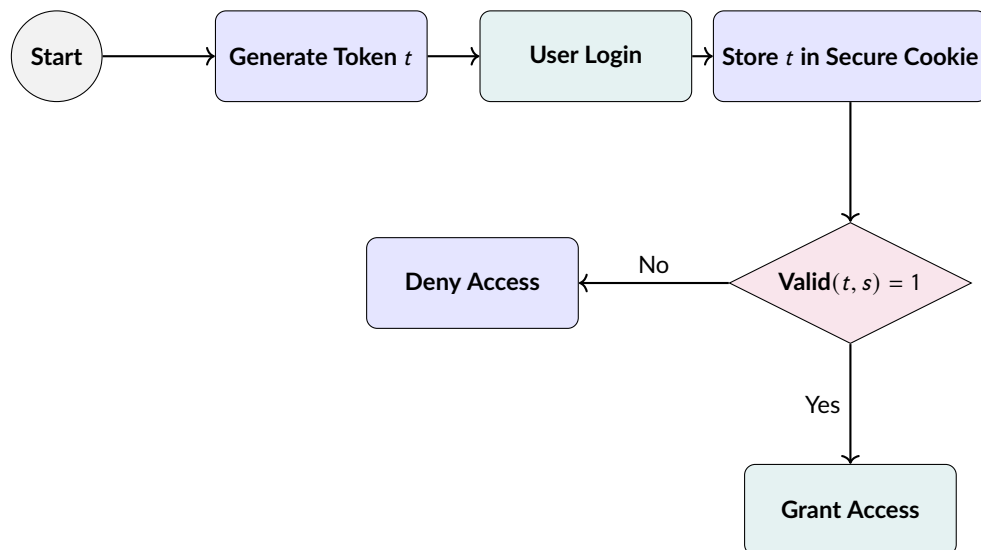 Start
Generate Token t
User Login
Store t in Secure Cookie
No
Deny Access
Valid(t, s) = 1
Yes
Grant Access